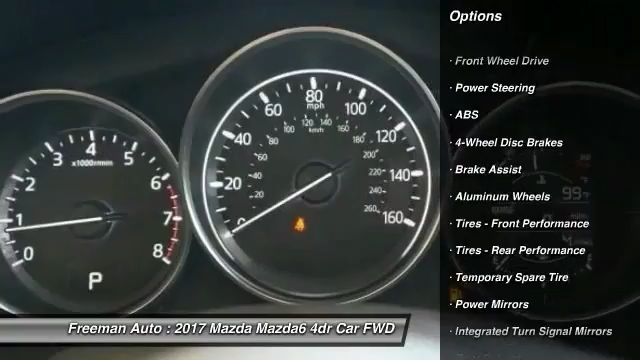 Options
· Front Wheel Drive
· Power Steering
· ABS
· 4-Wheel Disc Brakes
· Brake Assist
· Aluminum Wheels
· Tires - Front Performance
· Tires - Rear Performance
· Temporary Spare Tire
· Power Mirrors
· Integrated Turn Signal Mirrors
0 1 2 3 4 5 6 7 8
x1000r/min
P
0 20 40 60 80 100 120 140 160
mph
20 40 60 80 100 120 140 160 180 200 220 240 260
km/h
99
Freeman Auto : 2017 Mazda Mazda6 4dr Car FWD